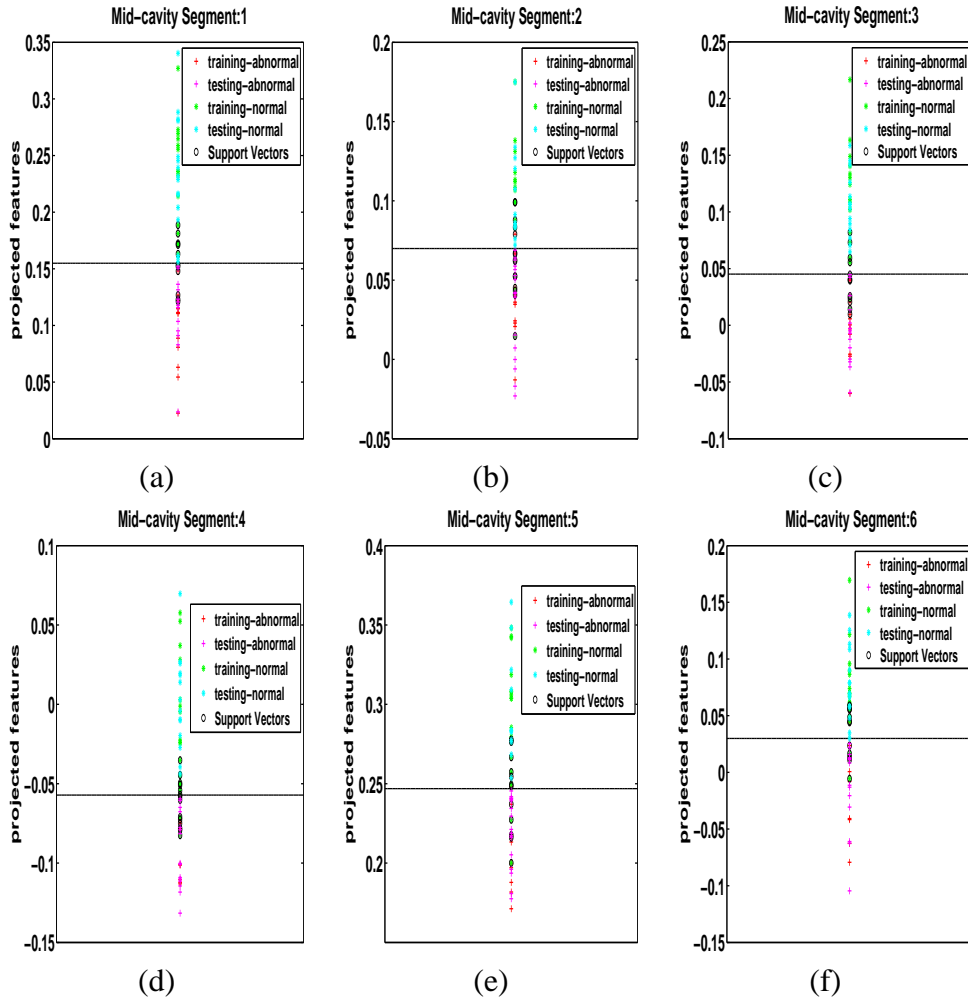 Mid-cavity Segment:1
0.35
0.3
0.25
0.2
0.15
0.1
0.05
0
projected features
training-abnormal
testing-abnormal
training-normal
testing-normal
Support Vectors
(a)
Mid-cavity Segment:2
0.2
0.15
0.1
0.05
0
-0.05
projected features
training-abnormal
testing-abnormal
training-normal
testing-normal
Support Vectors
(b)
Mid-cavity Segment:3
0.25
0.2
0.15
0.1
0.05
0
-0.05
-0.1
projected features
training-abnormal
testing-abnormal
training-normal
testing-normal
Support Vectors
(c)
Mid-cavity Segment:4
0.1
0.05
0
-0.05
-0.1
-0.15
projected features
training-abnormal
testing-abnormal
training-normal
testing-normal
Support Vectors
(d)
Mid-cavity Segment:5
0.4
0.35
0.3
0.25
0.2
projected features
training-abnormal
testing-abnormal
training-normal
testing-normal
Support Vectors
(e)
Mid-cavity Segment:6
0.2
0.15
0.1
0.05
0
-0.05
-0.1
-0.15
projected features
training-abnormal
testing-abnormal
training-normal
testing-normal
Support Vectors
(f)